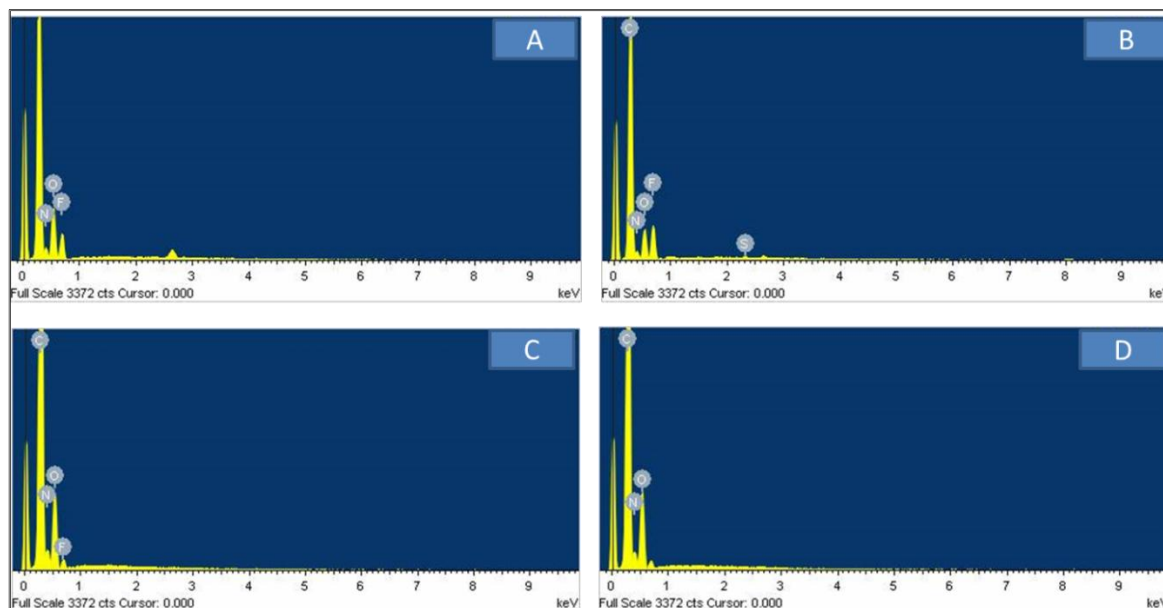 A
O
F
N
0 1 2 3 4 5 6 7 8 9
Full Scale 3372 cts Cursor: 0.000 keV
B
C
F
O
N
S
0 1 2 3 4 5 6 7 8 9
Full Scale 3372 cts Cursor: 0.000
C
C
O
N
F
0 1 2 3 4 5 6 7 8 9
Full Scale 3372 cts Cursor: 0.000 keV
D
C
O
N
0 1 2 3 4 5 6 7 8 9
Full Scale 3372 cts Cursor: 0.000